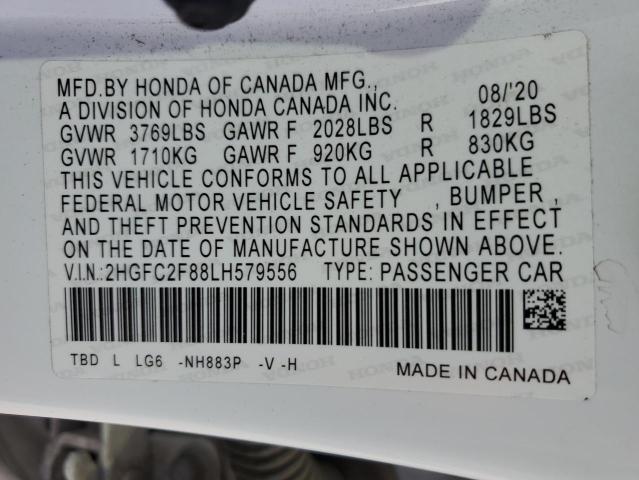 MFD.BY HONDA OF CANADA MFG.,
A DIVISION OF HONDA CANADA INC. 08/'20
GVWR 3769LBS GAWR F 2028LBS R 1829LBS
GVWR 1710KG GAWR F 920KG R 830KG
THIS VEHICLE CONFORMS TO ALL APPLICABLE
FEDERAL MOTOR VEHICLE SAFETY , BUMPER ,
AND THEFT PREVENTION STANDARDS IN EFFECT
ON THE DATE OF MANUFACTURE SHOWN ABOVE.
V.I.N.:2HGFC2F88LH579556 TYPE: PASSENGER CAR
TBD L LG6 -NH883P -V -H
MADE IN CANADA